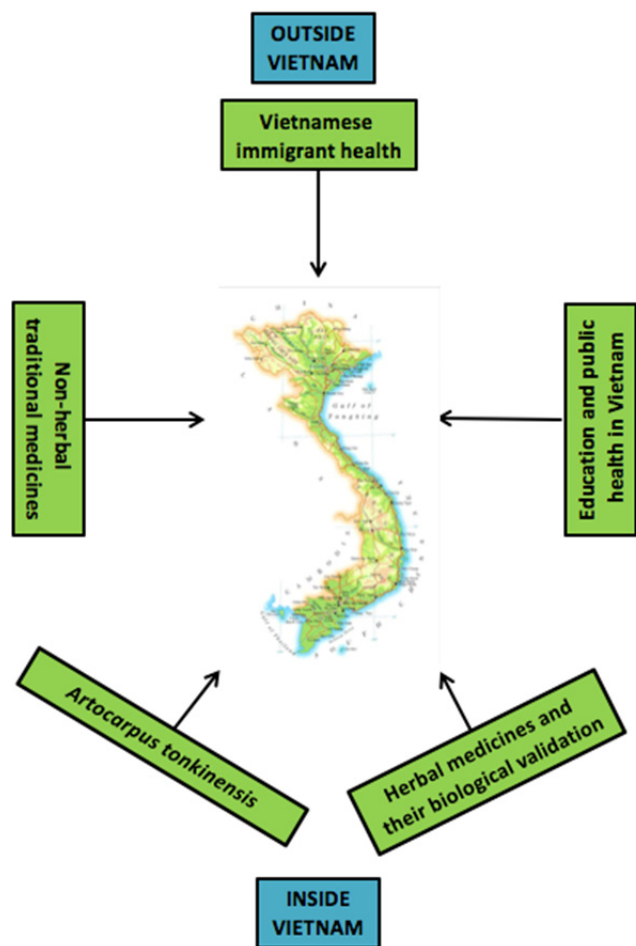 OUTSIDE
VIETNAM
Vietnamese
immigrant health
Non-herbal
traditional medicines
Education and public
health in Vietnam
Gulf of
Tongking
Artocarpus tonkinensis
Herbal medicines and
their biological validation
INSIDE
VIETNAM